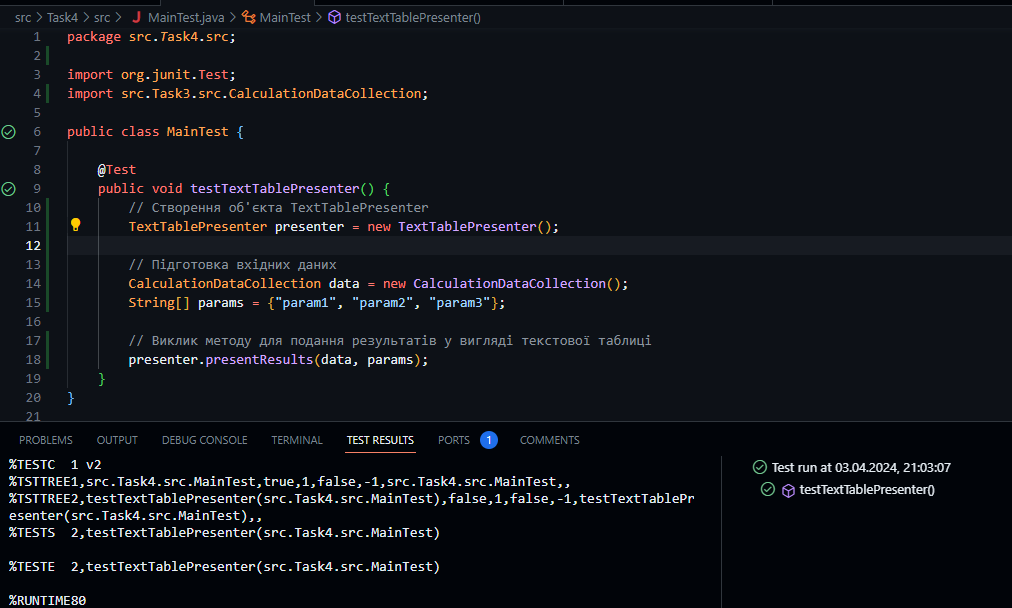 src > Task4 > src > J MainTest.java > MainTest > testTextTablePresenter()
1 package src.Task4.src;
2
3 import org.junit.Test;
4 import src.Task3.src.CalculationDataCollection;
5
6 public class MainTest {
7
8 @Test
9 public void testTextTablePresenter() {
10 // Створення об'єкта TextTablePresenter
11 TextTablePresenter presenter = new TextTablePresenter();
12
13 // Підготовка вхідних даних
14 CalculationDataCollection data = new CalculationDataCollection();
15 String[] params = {"param1", "param2", "param3"};
16
17 // Виклик методу для подання результатів у вигляді текстової таблиці
18 presenter.presentResults(data, params);
19 }
20 }
21
PROBLEMS OUTPUT DEBUG CONSOLE TERMINAL TEST RESULTS PORTS 1 COMMENTS
%TESTC 1 v2
%TSTTREE1,src.Task4.src.MainTest,true,1,false,-1,src.Task4.src.MainTest,,
%TSTTREE2,testTextTablePresenter(src.Task4.src.MainTest),false,1,false,-1,testTextTablePr
esenter(src.Task4.src.MainTest),,
%TESTS 2,testTextTablePresenter(src.Task4.src.MainTest)
%TESTE 2,testTextTablePresenter(src.Task4.src.MainTest)
%RUNTIME80
Test run at 03.04.2024, 21:03:07
testTextTablePresenter()